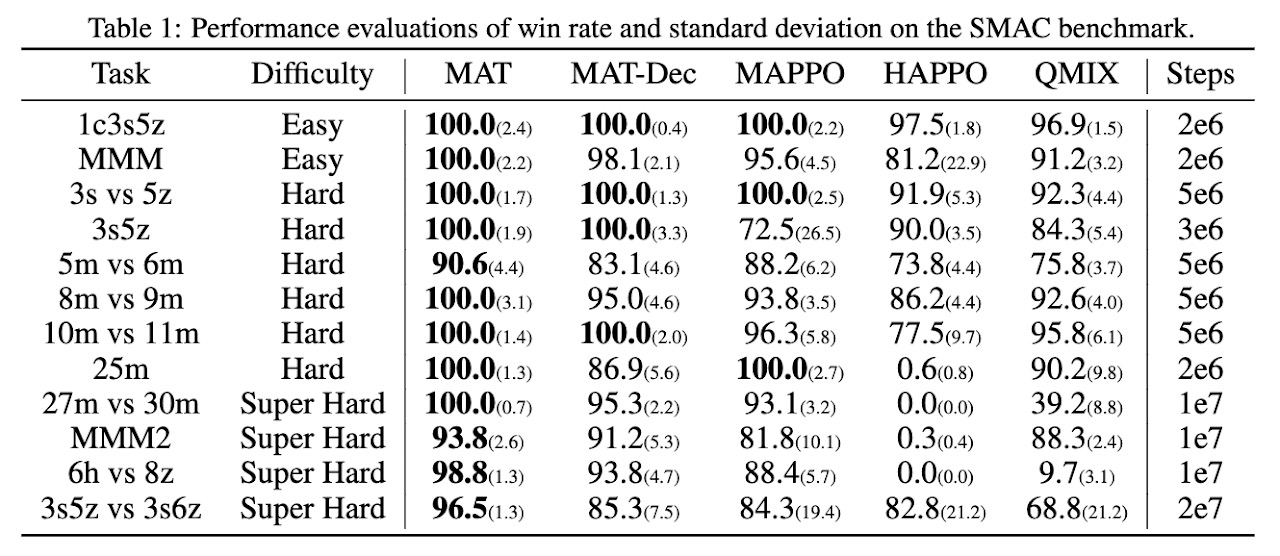 Table 1: Performance evaluations of win rate and standard deviation on the SMAC benchmark.
Task Difficulty MAT MAT-Dec MAPPO HAPPO QMIX Steps
1c3s5z Easy 100.0(2.4) 100.0(0.4) 100.0(2.2) 97.5(1.8) 96.9(1.5) 2e6
MMM Easy 100.0(2.2) 98.1(2.1) 95.6(4.5) 81.2(22.9) 91.2(3.2) 2e6
3s vs 5z Hard 100.0(1.7) 100.0(1.3) 100.0(2.5) 91.9(5.3) 92.3(4.4) 5e6
3s5z Hard 100.0(1.9) 100.0(3.3) 72.5(26.5) 90.0(3.5) 84.3(5.4) 3e6
5m vs 6m Hard 90.6(4.4) 83.1(4.6) 88.2(6.2) 73.8(4.4) 75.8(3.7) 5e6
8m vs 9m Hard 100.0(3.1) 95.0(4.6) 93.8(3.5) 86.2(4.4) 92.6(4.0) 5e6
10m vs 11m Hard 100.0(1.4) 100.0(2.0) 96.3(5.8) 77.5(9.7) 95.8(6.1) 5e6
25m Hard 100.0(1.3) 86.9(5.6) 100.0(2.7) 0.6(0.8) 90.2(9.8) 2e6
27m vs 30m Super Hard 100.0(0.7) 95.3(2.2) 93.1(3.2) 0.0(0.0) 39.2(8.8) 1e7
MMM2 Super Hard 93.8(2.6) 91.2(5.3) 81.8(10.1) 0.3(0.4) 88.3(2.4) 1e7
6h vs 8z Super Hard 98.8(1.3) 93.8(4.7) 88.4(5.7) 0.0(0.0) 9.7(3.1) 1e7
3s5z vs 3s6z Super Hard 96.5(1.3) 85.3(7.5) 84.3(19.4) 82.8(21.2) 68.8(21.2) 2e7